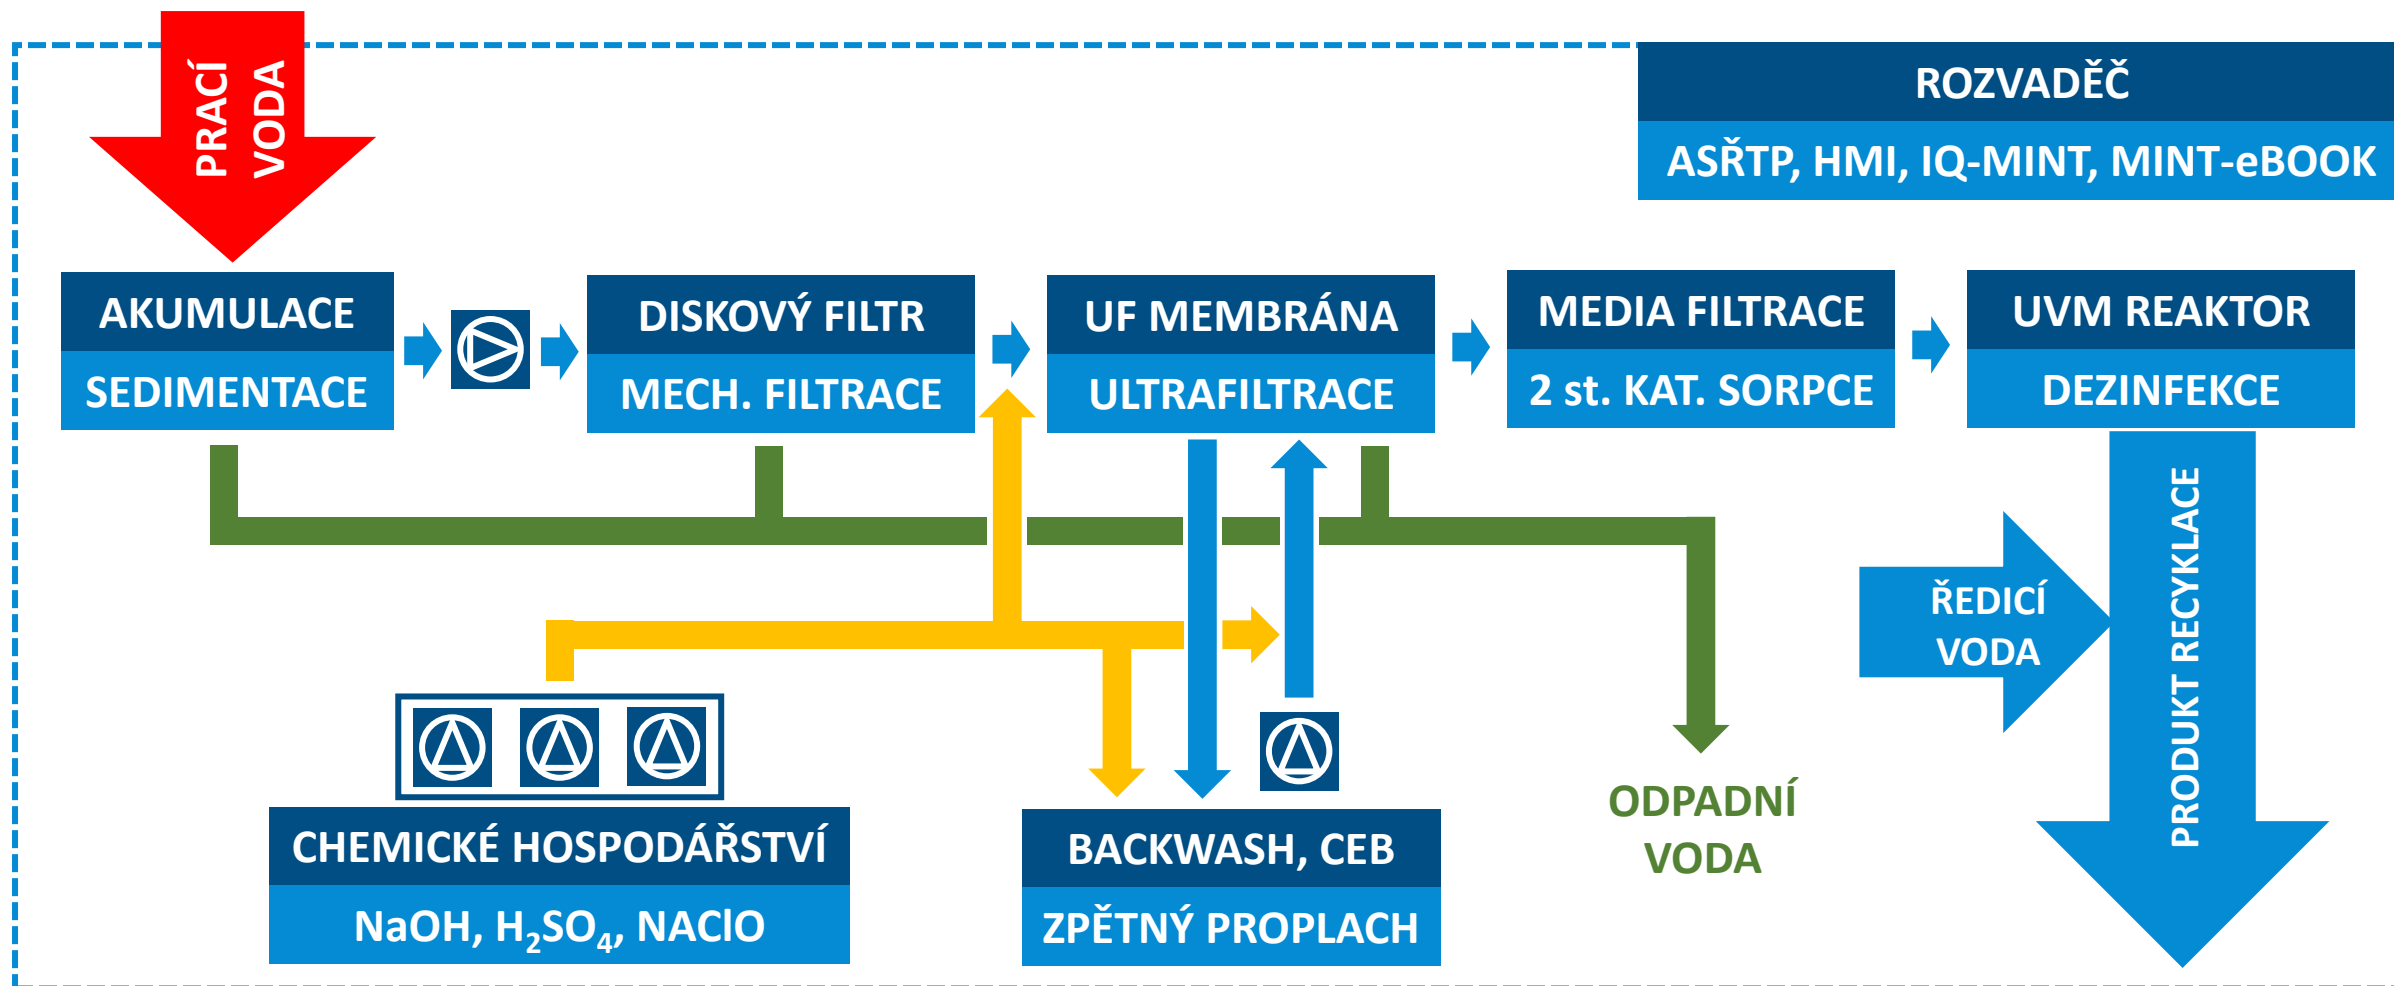 PRACÍ
VODA
ROZVADĚČ
ASŘTP, HMI, IQ-MINT, MINT-eBOOK
AKUMULACE
SEDIMENTACE
DISKOVÝ FILTR
MECH. FILTRACE
UF MEMBRÁNA
ULTRAFILTRACE
MEDIA FILTRACE
2 st. KAT. SORPCE
UVM REAKTOR
DEZINFEKCE
ŘEDICÍ
VODA
PRODUKT RECYKLACE
CHEMICKÉ HOSPODÁŘSTVÍ
NaOH, H₂SO₄, NAClO
BACKWASH, CEB
ZPĚTNÝ PROPLACH
ODPADNÍ
VODA